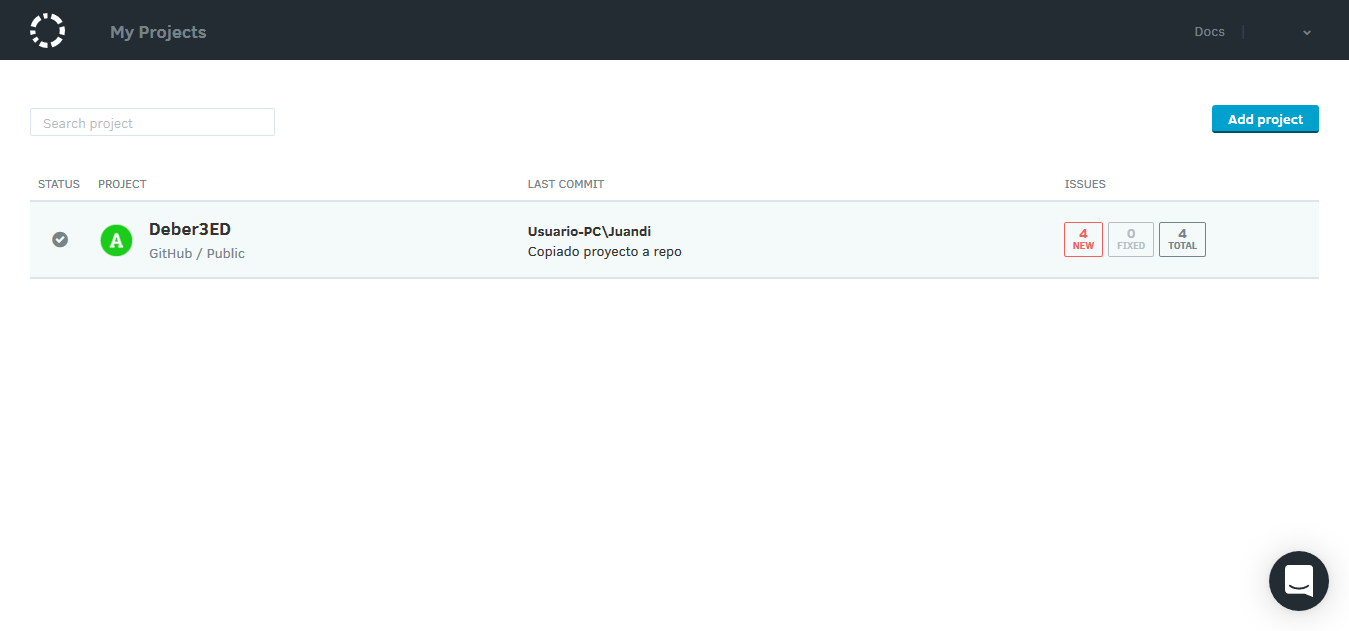 My Projects
Docs
Search project
Add project
STATUS PROJECT LAST COMMIT ISSUES
A
Deber3ED
GitHub / Public
Usuario-PC\Juandi
Copiado proyecto a repo
4 NEW
0 FIXED
4 TOTAL